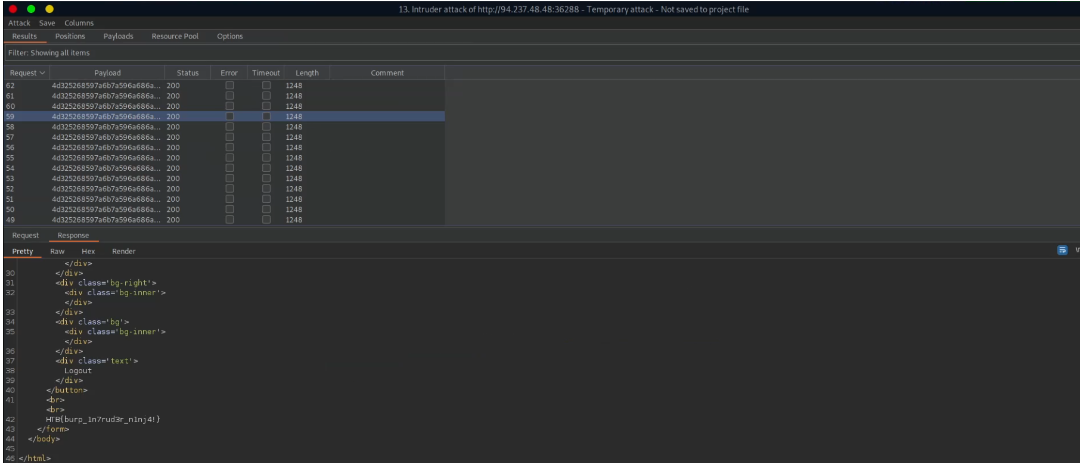 13. Intruder attack of http://94.237.48.48:36288 - Temporary attack - Not saved to project file
Attack Save Columns
Results Positions Payloads Resource Pool Options
Filter: Showing all items
Request Payload Status Error Timeout Length Comment
62 4d325268597a6b7a596a686a... 200 1248
61 4d325268597a6b7a596a686a... 200 1248
60 4d325268597a6b7a596a686a... 200 1248
59 4d325268597a6b7a596a686a... 200 1248
58 4d325268597a6b7a596a686a... 200 1248
57 4d325268597a6b7a596a686a... 200 1248
56 4d325268597a6b7a596a686a... 200 1248
55 4d325268597a6b7a596a686a... 200 1248
54 4d325268597a6b7a596a686a... 200 1248
53 4d325268597a6b7a596a686a... 200 1248
52 4d325268597a6b7a596a686a... 200 1248
51 4d325268597a6b7a596a686a... 200 1248
50 4d325268597a6b7a596a686a... 200 1248
49 4d325268597a6b7a596a686a... 200 1248
Request Response
Pretty Raw Hex Render
</div>
30 </div>
31 <div class='bg-right'>
32 <div class='bg-inner'>
</div>
33 </div>
34 <div class='bg'>
35 <div class='bg-inner'>
</div>
36 </div>
37 <div class='text'>
38 Logout
39 </div>
40 </button>
41 <br>
<br>
42 HTB{burp_1n7rud3r_n1nj4!}
43 </form>
44 </body>
45
46 </html>